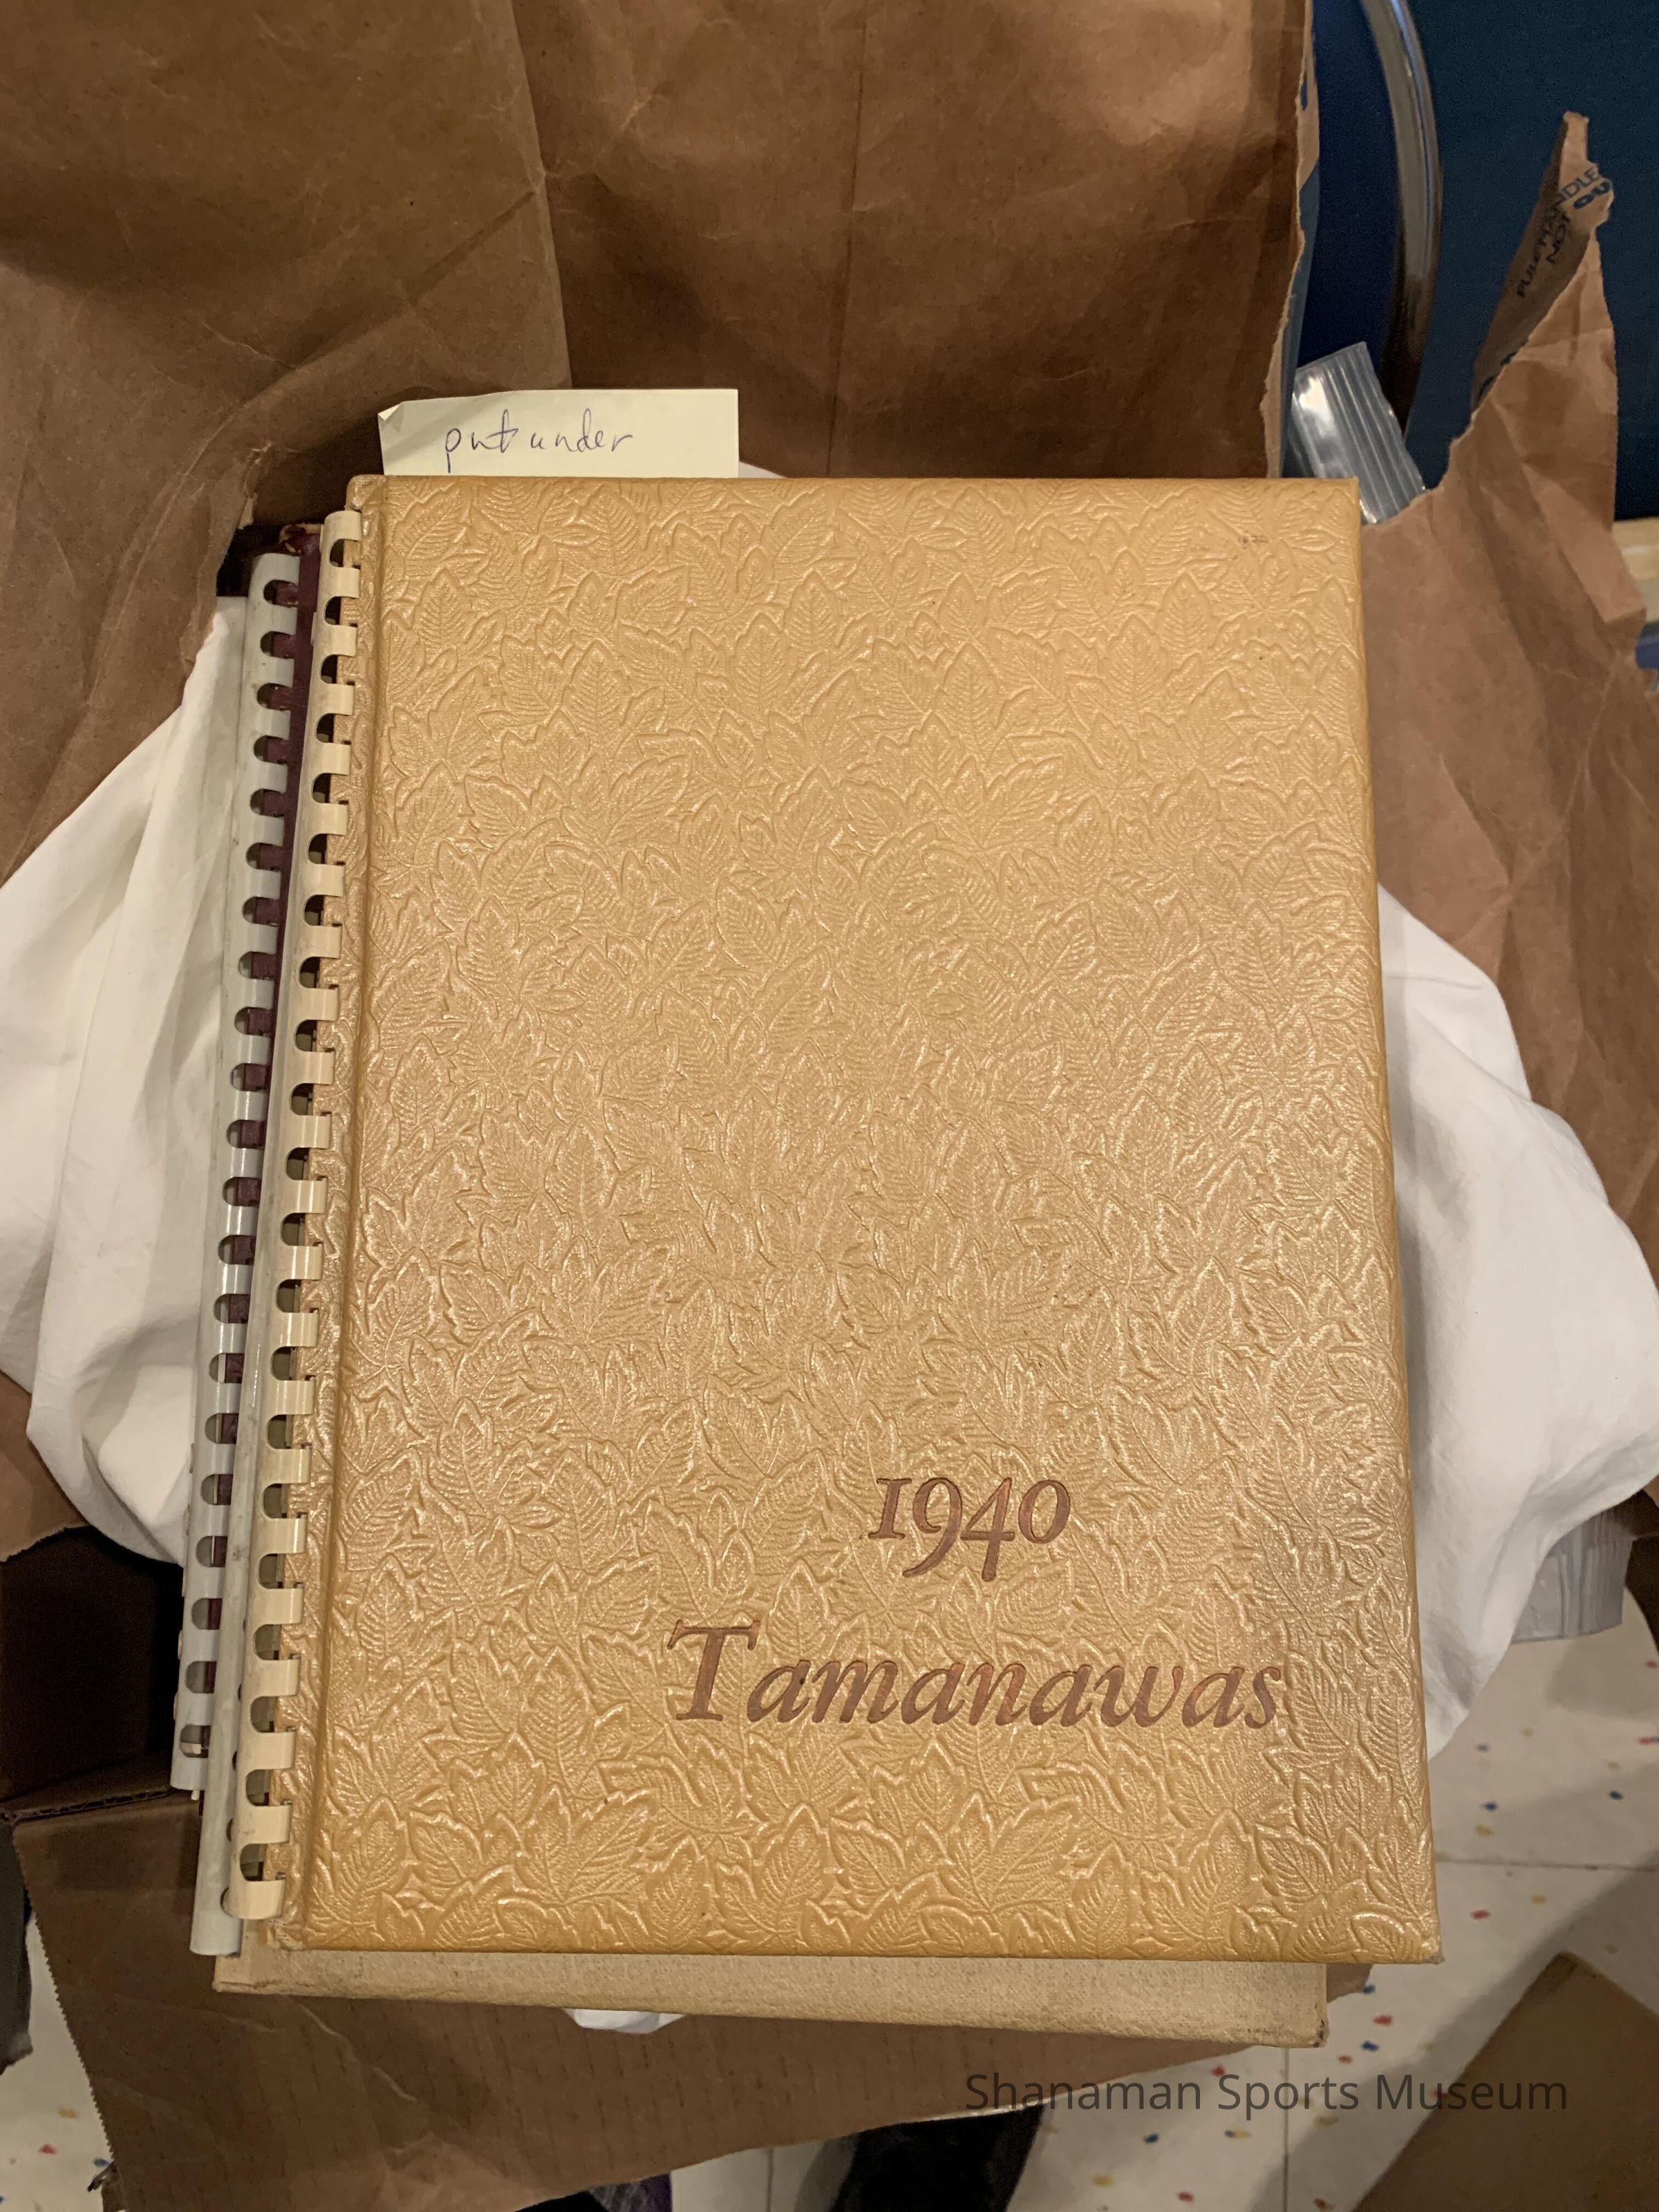 put under
1940
Tamanawas
Shanaman Sports Museum